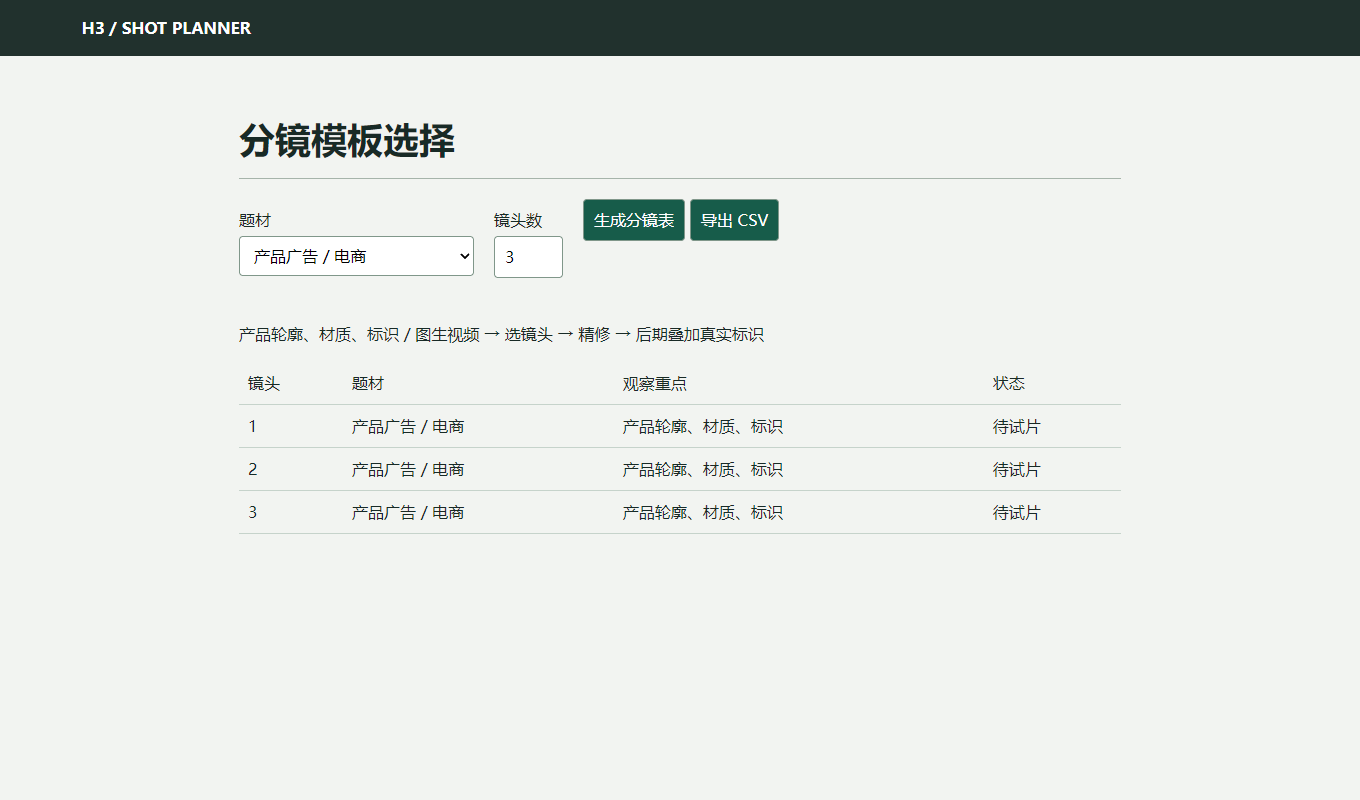 H3 / SHOT PLANNER
分镜模板选择
题材
镜头数
生成分镜表
导出 CSV
产品广告 / 电商
3
产品轮廓、材质、标识 / 图生视频 → 选镜头 → 精修 → 后期叠加真实标识
镜头 题材 观察重点 状态
1 产品广告 / 电商 产品轮廓、材质、标识 待试片
2 产品广告 / 电商 产品轮廓、材质、标识 待试片
3 产品广告 / 电商 产品轮廓、材质、标识 待试片